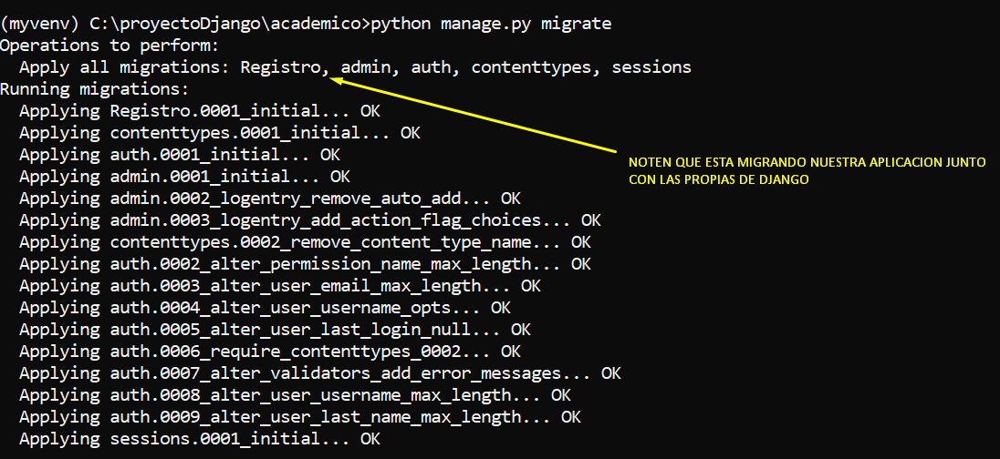 (myvenv) C:\proyectoDjango\academico>python manage.py migrate
Operations to perform:
  Apply all migrations: Registro, admin, auth, contenttypes, sessions
Running migrations:
  Applying Registro.0001_initial... OK
  Applying contenttypes.0001_initial... OK
  Applying auth.0001_initial... OK
  Applying admin.0001_initial... OK
  Applying admin.0002_logentry_remove_auto_add... OK
  Applying admin.0003_logentry_add_action_flag_choices... OK
  Applying contenttypes.0002_remove_content_type_name... OK
  Applying auth.0002_alter_permission_name_max_length... OK
  Applying auth.0003_alter_user_email_max_length... OK
  Applying auth.0004_alter_user_username_opts... OK
  Applying auth.0005_alter_user_last_login_null... OK
  Applying auth.0006_require_contenttypes_0002... OK
  Applying auth.0007_alter_validators_add_error_messages... OK
  Applying auth.0008_alter_user_username_max_length... OK
  Applying auth.0009_alter_user_last_name_max_length... OK
  Applying sessions.0001_initial... OK
NOTEN QUE ESTA MIGRANDO NUESTRA APLICACION JUNTO
CON LAS PROPIAS DE DJANGO